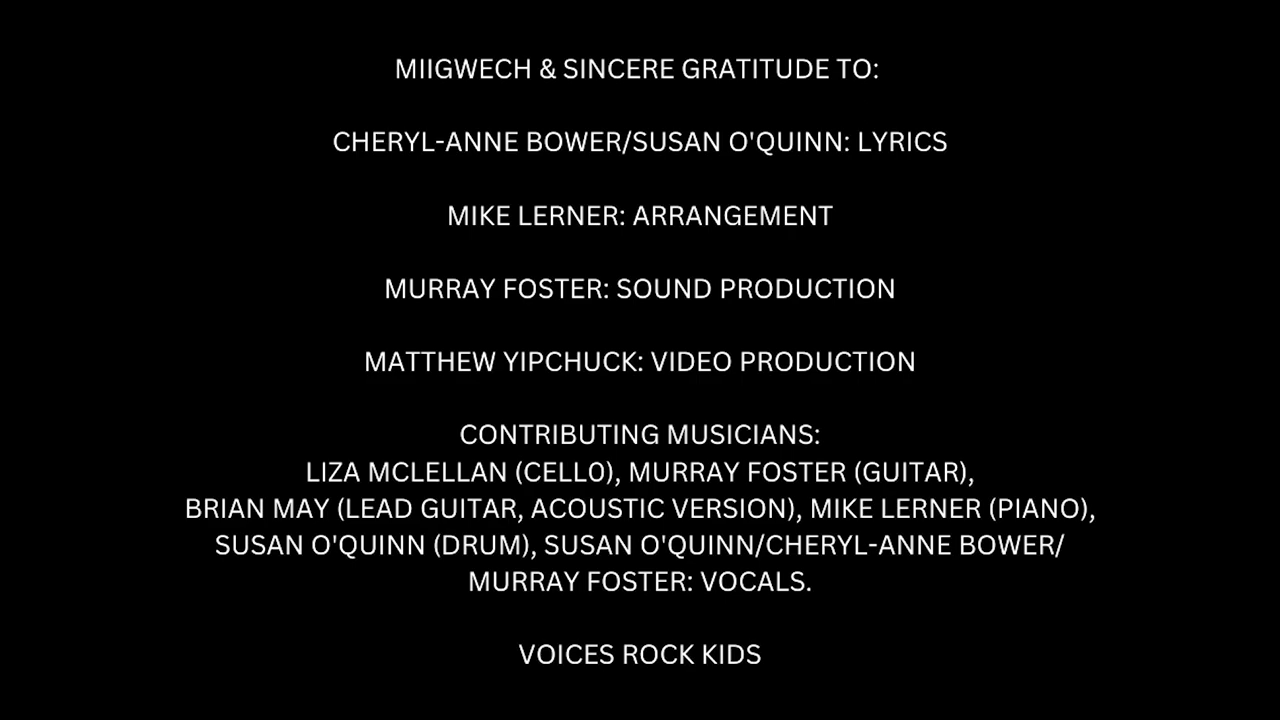 MIIGWECH & SINCERE GRATITUDE TO:
CHERYL-ANNE BOWER/SUSAN O'QUINN: LYRICS
MIKE LERNER: ARRANGEMENT
MURRAY FOSTER: SOUND PRODUCTION
MATTHEW YIPCHUCK: VIDEO PRODUCTION
CONTRIBUTING MUSICIANS:
LIZA MCLELLAN (CELL0), MURRAY FOSTER (GUITAR),
BRIAN MAY (LEAD GUITAR, ACOUSTIC VERSION), MIKE LERNER (PIANO),
SUSAN O'QUINN (DRUM), SUSAN O'QUINN/CHERYL-ANNE BOWER/
MURRAY FOSTER: VOCALS.
VOICES ROCK KIDS